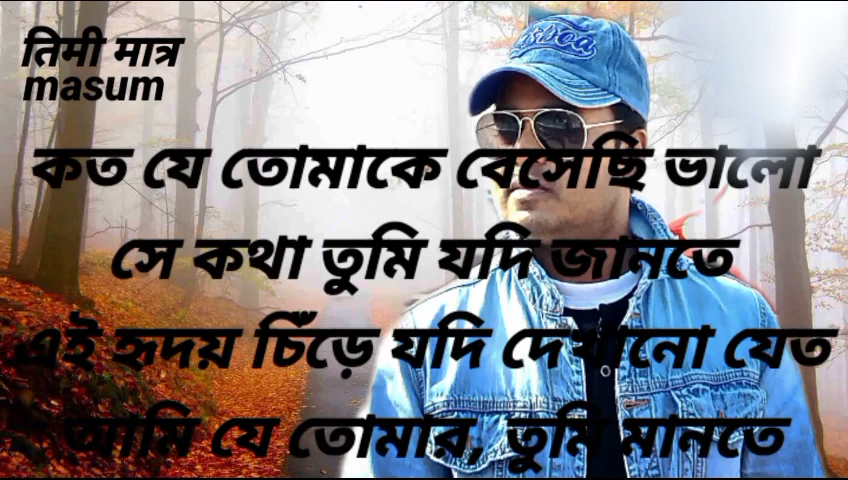 তিমী মাত্র
masum
কত যে তোমাকে বেসেছি ভালো
সে কথা তুমি যদি জানতে
এই হৃদয় চিঁড়ে যদি দেখানো যেত
আমি যে তোমার, তুমি মানতে